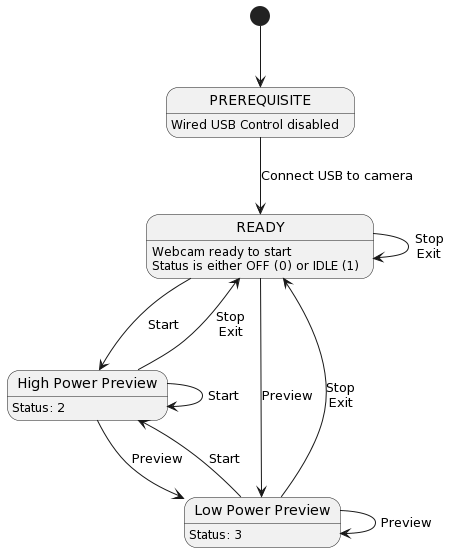 PREREQUISITE
Wired USB Control disabled
Connect USB to camera
READY
Webcam ready to start
Status is either OFF (0) or IDLE (1)
Stop
Exit
Start
Stop
Exit
High Power Preview
Status: 2
Start
Preview
Stop
Exit
Preview
Start
Low Power Preview
Status: 3
Preview